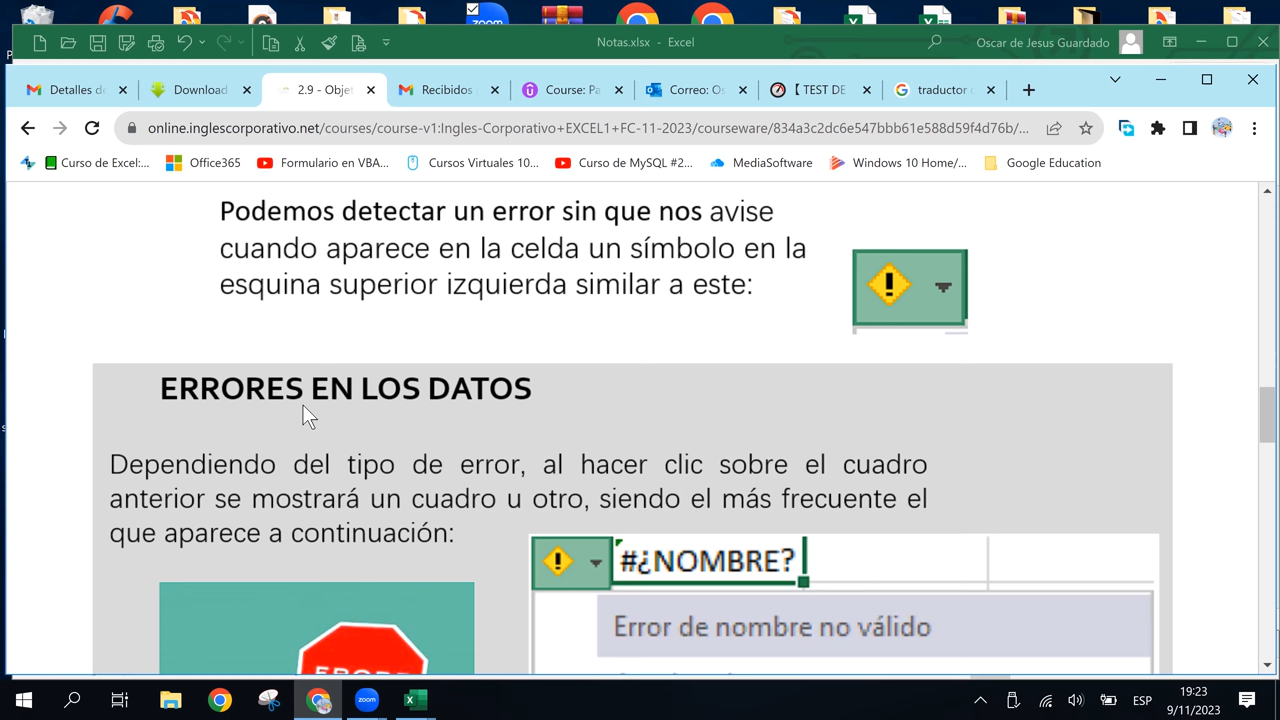 zoom
Notas.xlsx - Excel
Oscar de Jesus Guardado
Detalles de
Download
2.9 - Objet
Recibidos
Course: Pa
Correo: Os
【 TEST DE
traductor
online.inglescorporativo.net/courses/course-v1:Ingles-Corporativo+EXCEL1+FC-11-2023/courseware/834a3c2dc6e547bbb61e588d59f4d76b/...
Curso de Excel:...
Office365
Formulario en VBA...
Cursos Virtuales 10...
Curso de MySQL #2...
MediaSoftware
Windows 10 Home/...
Google Education
Podemos detectar un error sin que nos avise
cuando aparece en la celda un símbolo en la
esquina superior izquierda similar a este:
ERRORES EN LOS DATOS
Dependiendo del tipo de error, al hacer clic sobre el cuadro
anterior se mostrará un cuadro u otro, siendo el más frecuente el
que aparece a continuación:
#¿NOMBRE?
Error de nombre no válido
ESP
19:23
9/11/2023